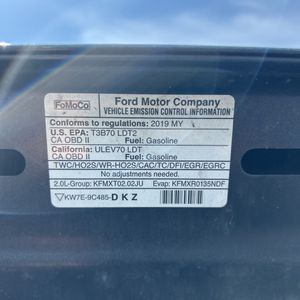 FoMoCo
Ford Motor Company
VEHICLE EMISSION CONTROL INFORMATION
Conforms to regulations: 2019 MY
U.S. EPA: T3B70 LDT2
CA OBD II Fuel: Gasoline
California: ULEV70 LDT
CA OBD II Fuel: Gasoline
TWC/HO2S/WR-HO2S/CAC/TC/DFI/EGR/EGRC
No adjustments needed.
2.0L-Group: KFMXT02.02JU Evap: KFMXR0135NDF
KW7E-9C485-DKZ